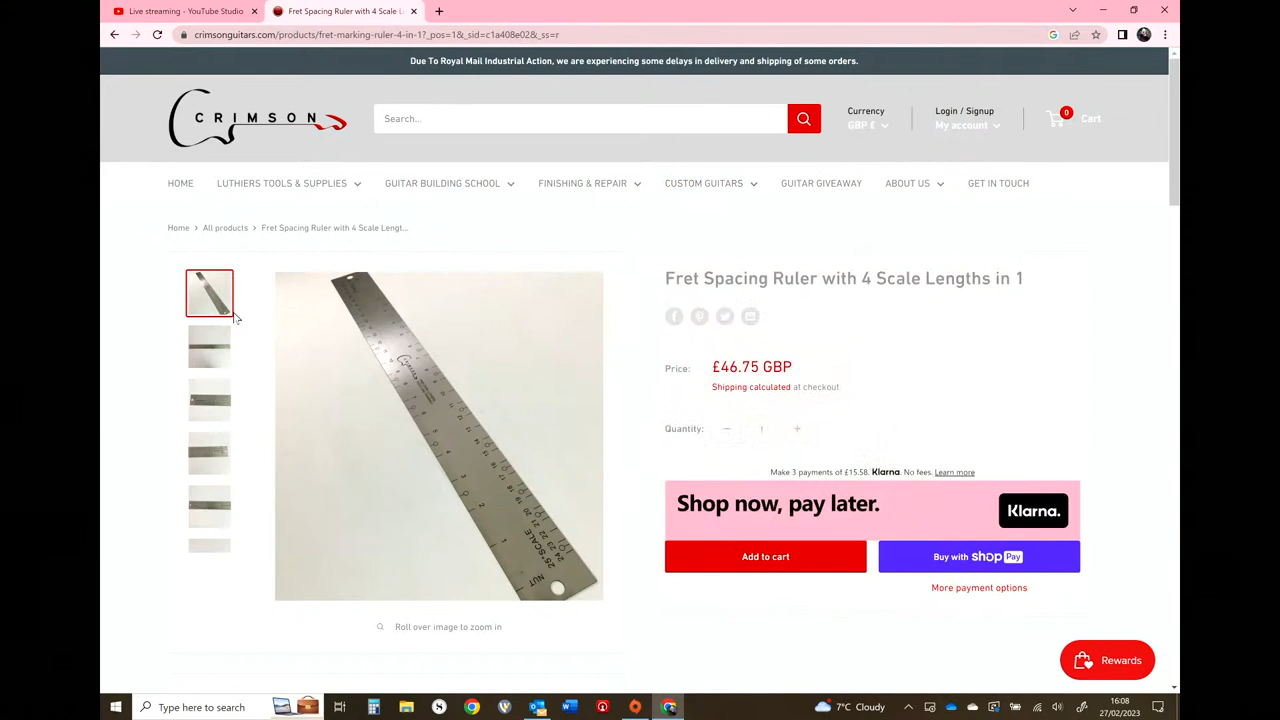 Live streaming - YouTube Studio
Fret Spacing Ruler with 4 Scale L
crimsonguitars.com/products/fret-marking-ruler-4-in-1?_pos=1&_sid=c1a408e02&_ss=r
Due To Royal Mail Industrial Action, we are experiencing some delays in delivery and shipping of some orders.
CRIMSON
Search...
Currency
GBP £
Login / Signup
My account
0
Cart
HOME
LUTHIERS TOOLS & SUPPLIES
GUITAR BUILDING SCHOOL
FINISHING & REPAIR
CUSTOM GUITARS
GUITAR GIVEAWAY
ABOUT US
GET IN TOUCH
Home > All products > Fret Spacing Ruler with 4 Scale Lengt...
25" SCALE
NUT
Roll over image to zoom in
Fret Spacing Ruler with 4 Scale Lengths in 1
Price: £46.75 GBP
Shipping calculated at checkout
Quantity: − 1 +
Make 3 payments of £15.58. Klarna. No fees. Learn more
Shop now, pay later.
Klarna.
Add to cart
Buy with shop Pay
More payment options
Rewards
Type here to search
7°C Cloudy
16:08
27/02/2023